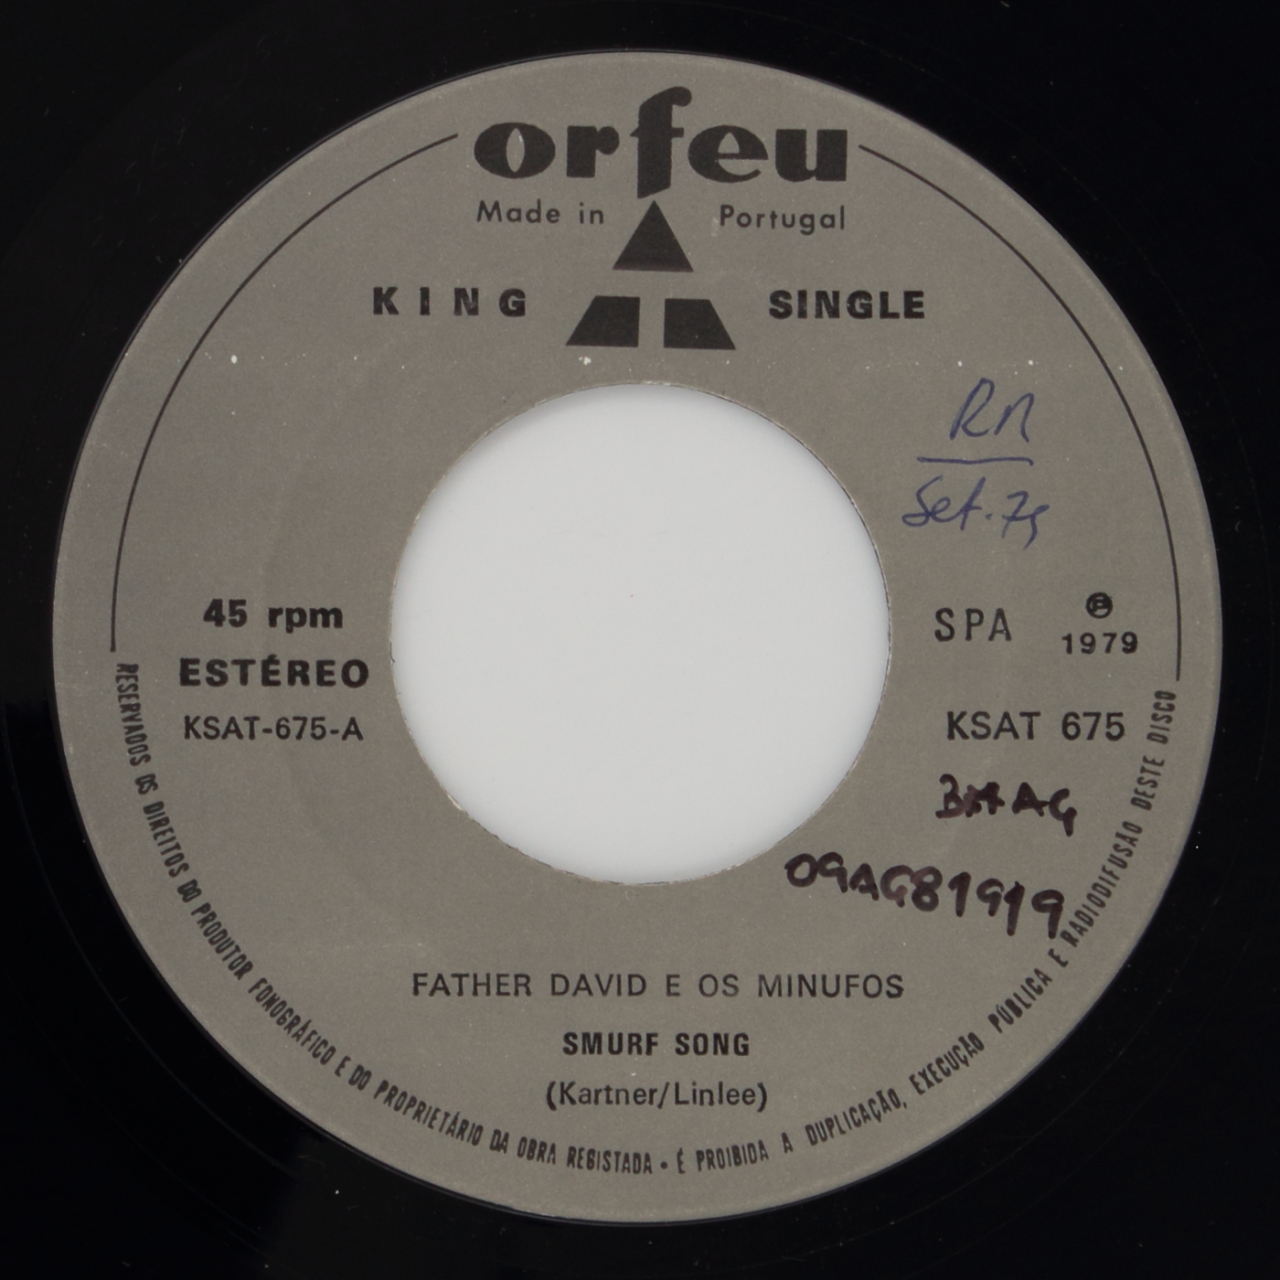 orfeu
Made in Portugal
KING SINGLE
Rn
Set. 79
45 rpm
ESTÉREO
KSAT-675-A
SPA
Ⓟ
1979
KSAT 675
09AG81919
FATHER DAVID E OS MINUFOS
SMURF SONG
(Kartner/Linlee)
RESERVADOS OS DIREITOS DO PRODUTOR FONOGRÁFICO E DO PROPRIETÁRIO DA OBRA REGISTADA • É PROIBIDA A DUPLICAÇÃO, EXECUÇÃO PÚBLICA E RADIODIFUSÃO DESTE DISCO